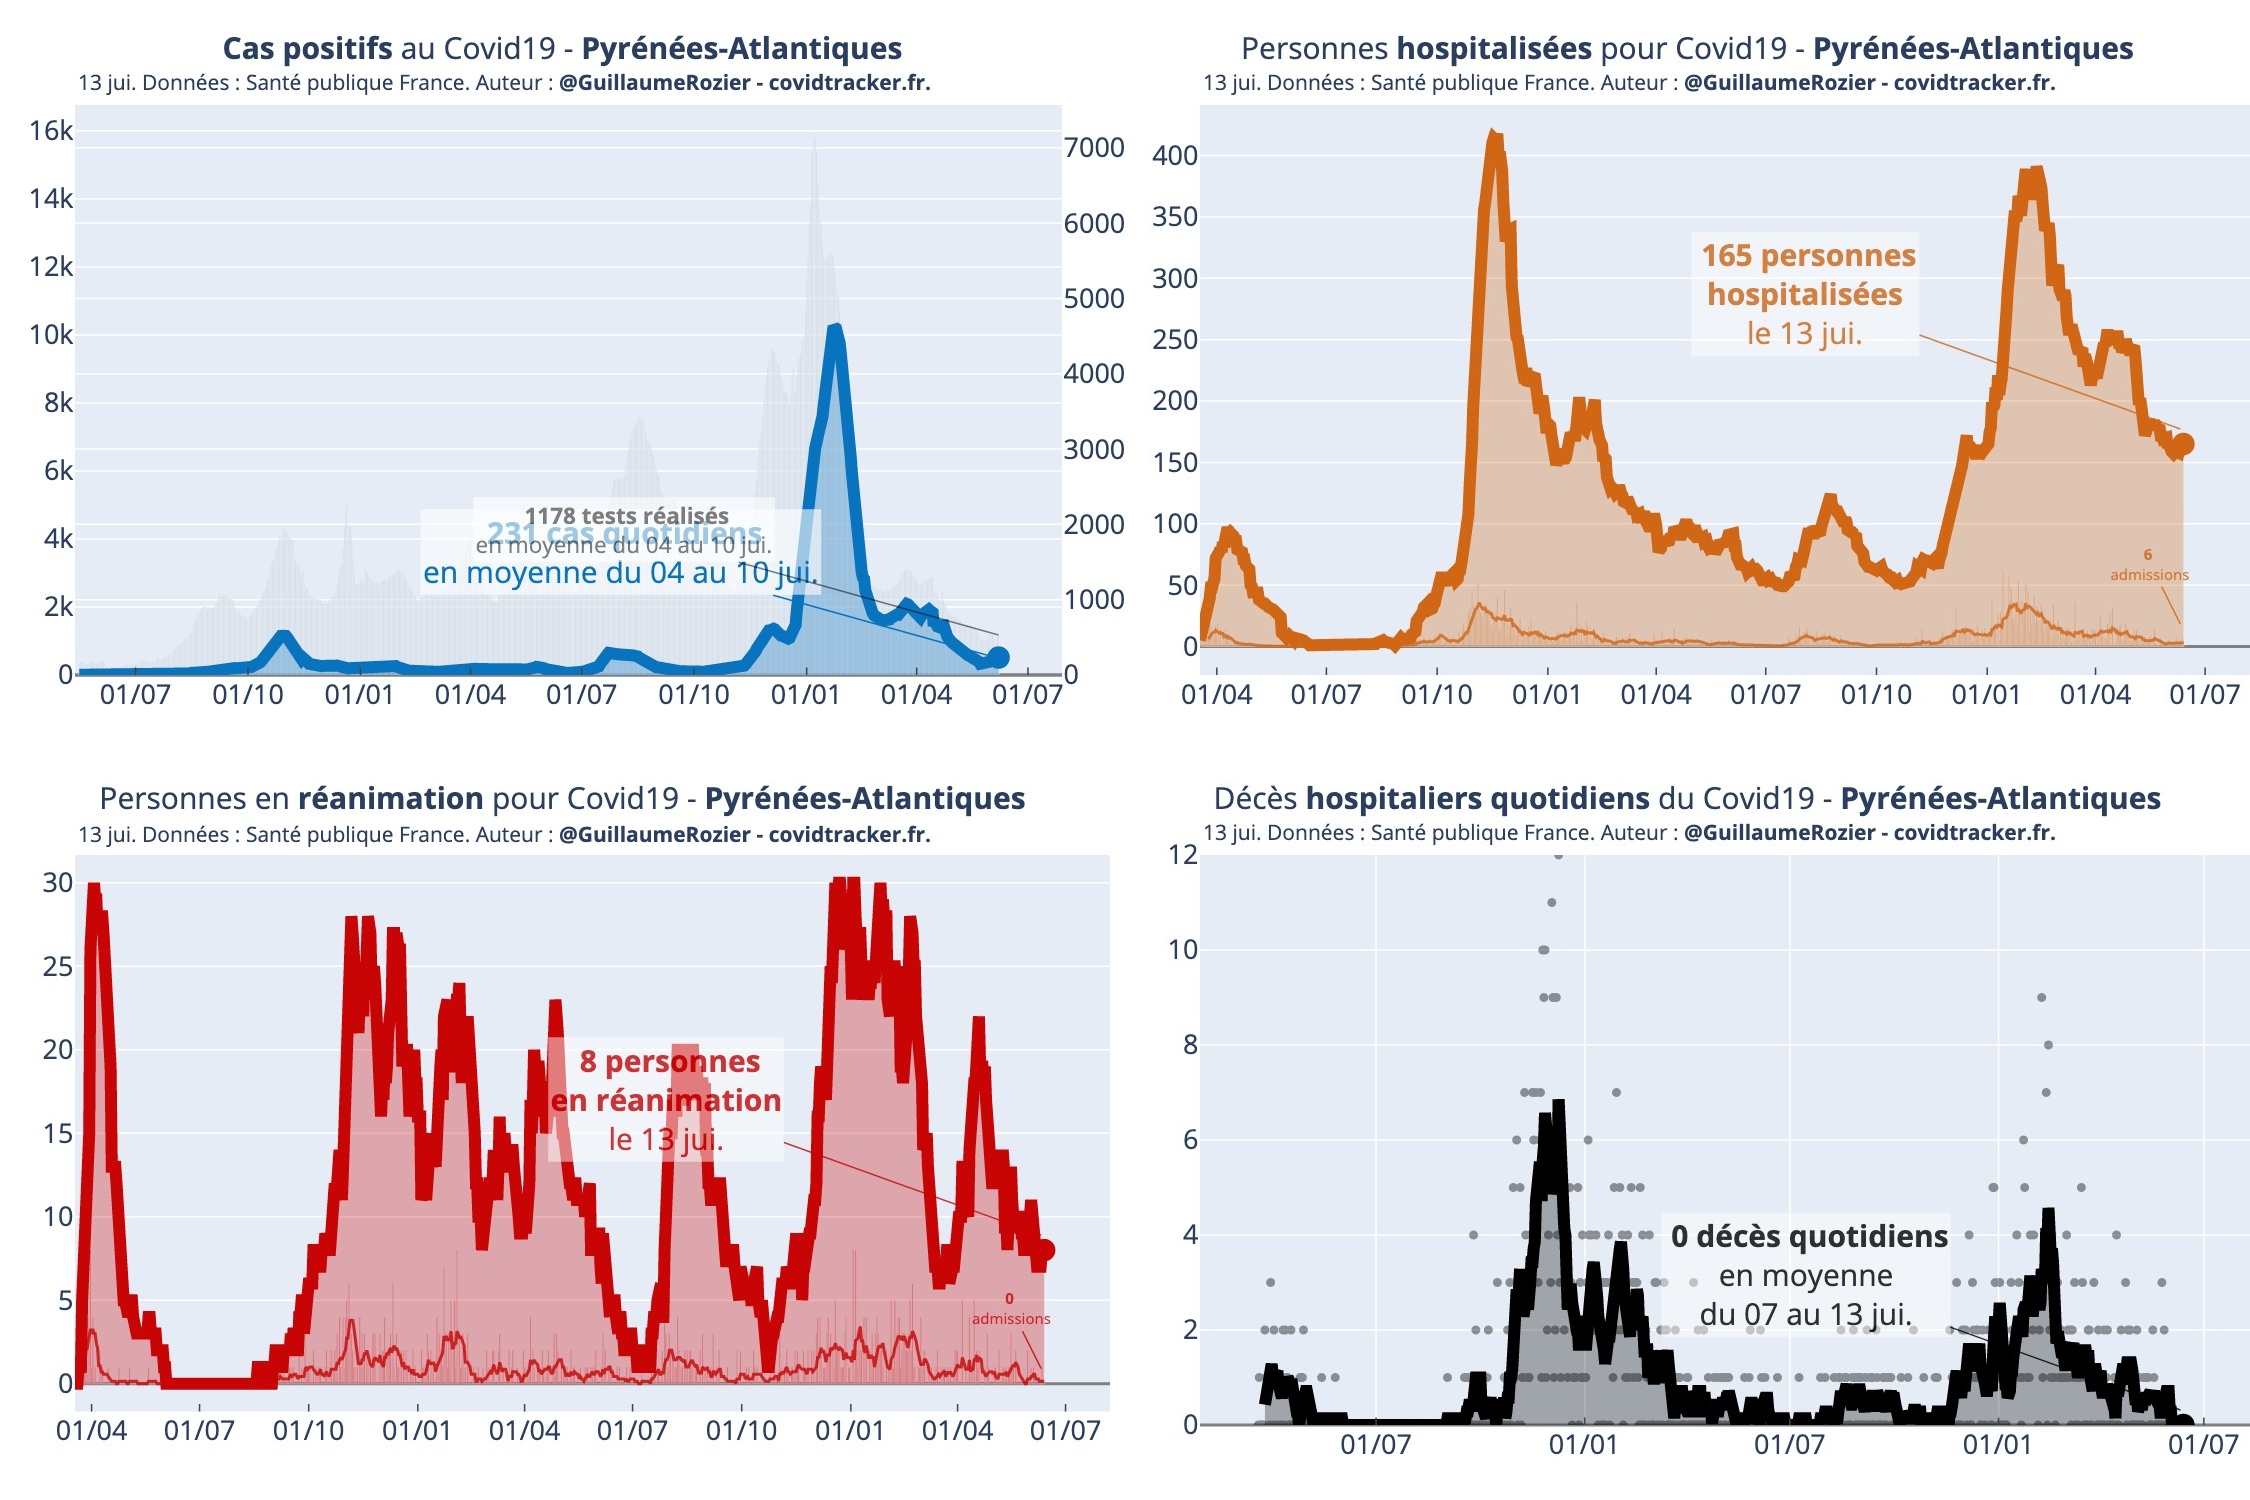 Cas positifs au Covid19 - Pyrénées-Atlantiques
13 jui. Données : Santé publique France. Auteur : @GuillaumeRozier - covidtracker.fr.
16k
14k
12k
10k
8k
6k
4k
2k
0
7000
6000
5000
4000
3000
2000
1000
0
1178 tests réalisés
231 cas quotidiens
en moyenne du 04 au 10 jui.
en moyenne du 04 au 10 jui.
01/07 01/10 01/01 01/04 01/07 01/10 01/01 01/04 01/07
Personnes hospitalisées pour Covid19 - Pyrénées-Atlantiques
13 jui. Données : Santé publique France. Auteur : @GuillaumeRozier - covidtracker.fr.
400
350
300
250
200
150
100
50
0
165 personnes
hospitalisées
le 13 jui.
6
admissions
01/04 01/07 01/10 01/01 01/04 01/07 01/10 01/01 01/04 01/07
Personnes en réanimation pour Covid19 - Pyrénées-Atlantiques
13 jui. Données : Santé publique France. Auteur : @GuillaumeRozier - covidtracker.fr.
30
25
20
15
10
5
0
8 personnes
en réanimation
le 13 jui.
0
admissions
01/04 01/07 01/10 01/01 01/04 01/07 01/10 01/01 01/04 01/07
Décès hospitaliers quotidiens du Covid19 - Pyrénées-Atlantiques
13 jui. Données : Santé publique France. Auteur : @GuillaumeRozier - covidtracker.fr.
12
10
8
6
4
2
0
0 décès quotidiens
en moyenne
du 07 au 13 jui.
01/07 01/01 01/07 01/01 01/07